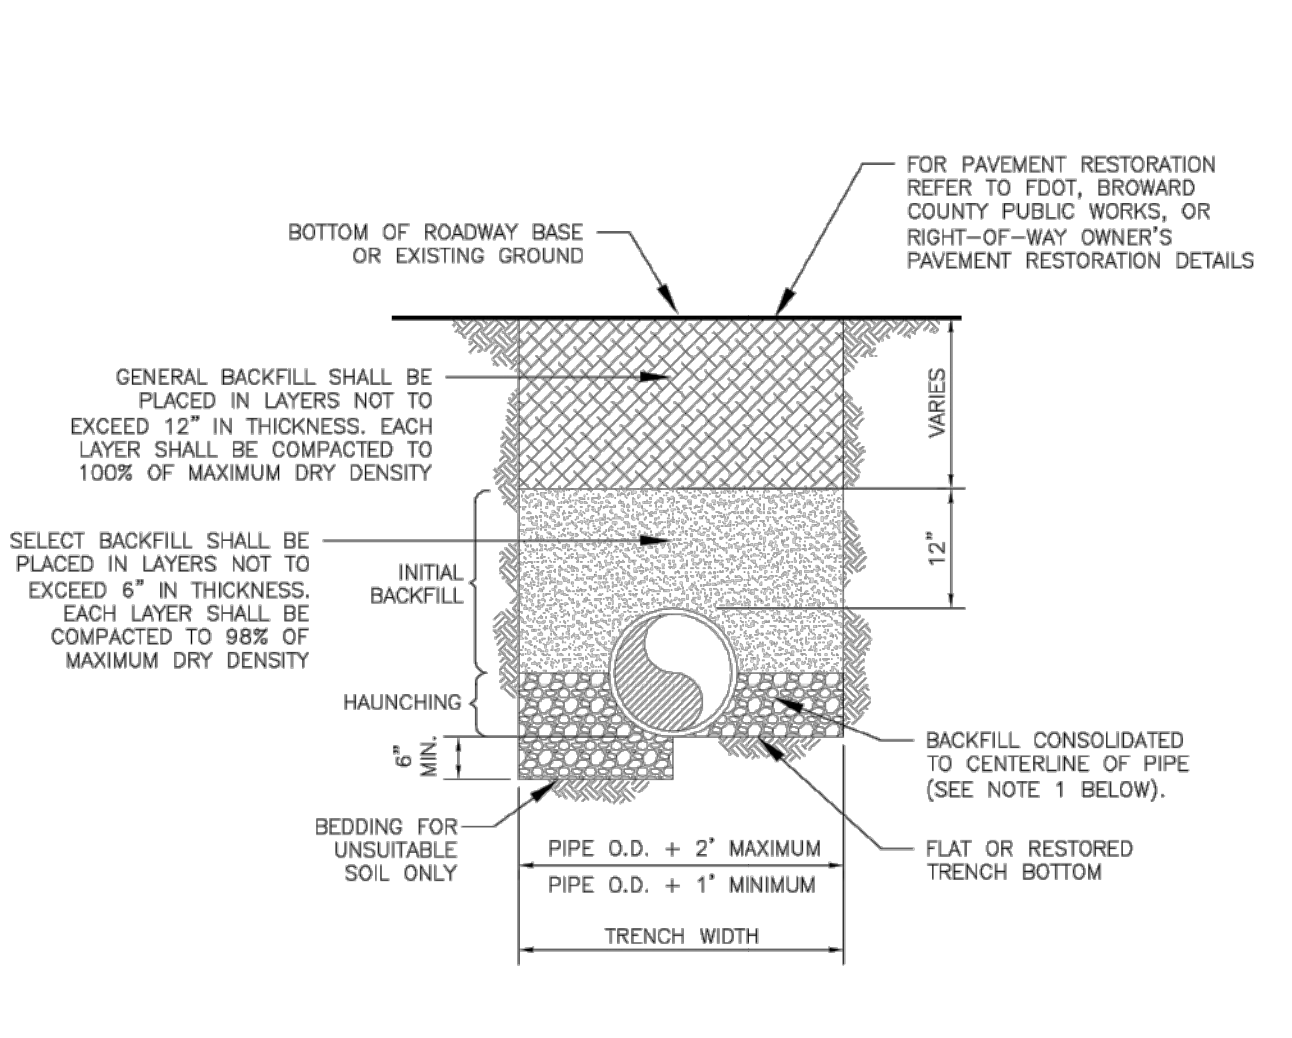 FOR PAVEMENT RESTORATION
REFER TO FDOT, BROWARD
COUNTY PUBLIC WORKS, OR
RIGHT-OF-WAY OWNER'S
PAVEMENT RESTORATION DETAILS
BOTTOM OF ROADWAY BASE
OR EXISTING GROUND
GENERAL BACKFILL SHALL BE
PLACED IN LAYERS NOT TO
EXCEED 12" IN THICKNESS. EACH
LAYER SHALL BE COMPACTED TO
100% OF MAXIMUM DRY DENSITY
VARIES
SELECT BACKFILL SHALL BE
PLACED IN LAYERS NOT TO
EXCEED 6" IN THICKNESS.
EACH LAYER SHALL BE
COMPACTED TO 98% OF
MAXIMUM DRY DENSITY
INITIAL
BACKFILL
12"
HAUNCHING
6"
MIN.
BACKFILL CONSOLIDATED
TO CENTERLINE OF PIPE
(SEE NOTE 1 BELOW).
BEDDING FOR
UNSUITABLE
SOIL ONLY
FLAT OR RESTORED
TRENCH BOTTOM
PIPE O.D. + 2' MAXIMUM
PIPE O.D. + 1' MINIMUM
TRENCH WIDTH